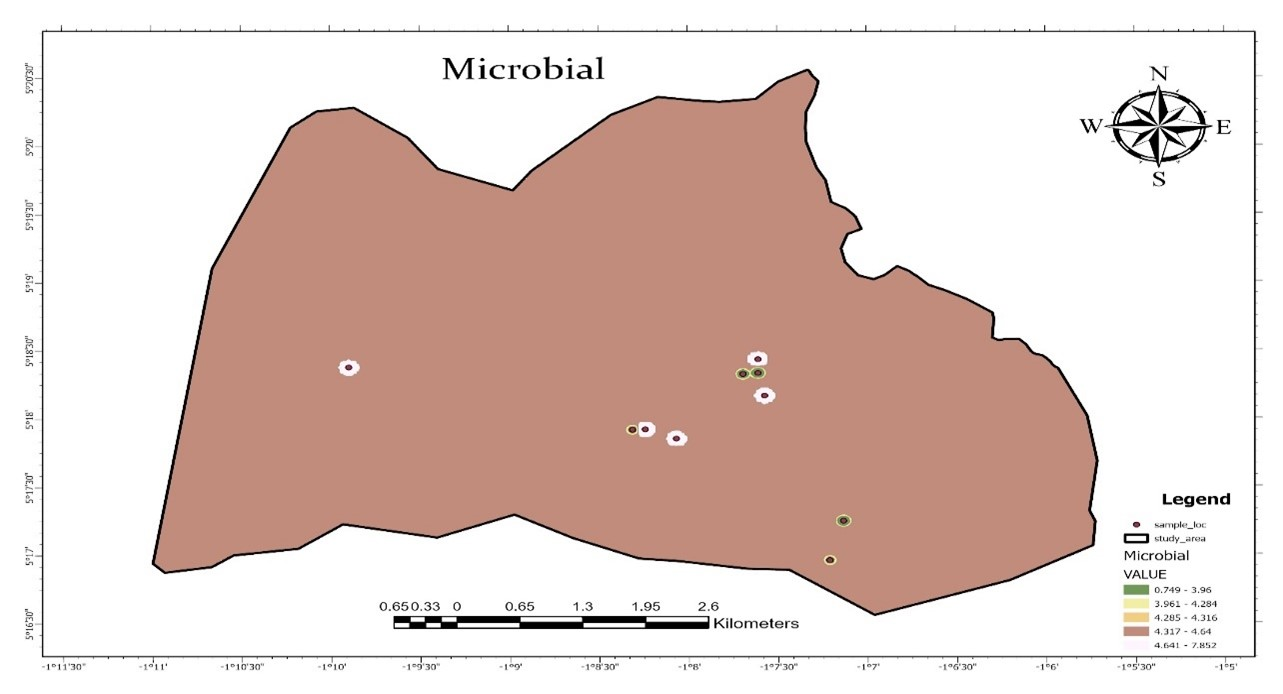 Microbial
N
W E
S
5°20'30"
5°20'
5°19'30"
5°19'
5°18'30"
5°18'
5°17'30"
5°17'
5°16'30"
Legend
sample_loc
study_area
Microbial
VALUE
0.749 - 3.96
3.961 - 4.284
4.285 - 4.316
4.317 - 4.64
4.641 - 7.852
0.65 0.33 0 0.65 1.3 1.95 2.6
Kilometers
-1°11'30" -1°11' -1°10'30" -1°10' -1°9'30" -1°9' -1°8'30" -1°8' -1°7'30" -1°7' -1°6'30" -1°6' -1°5'30" -1°5'